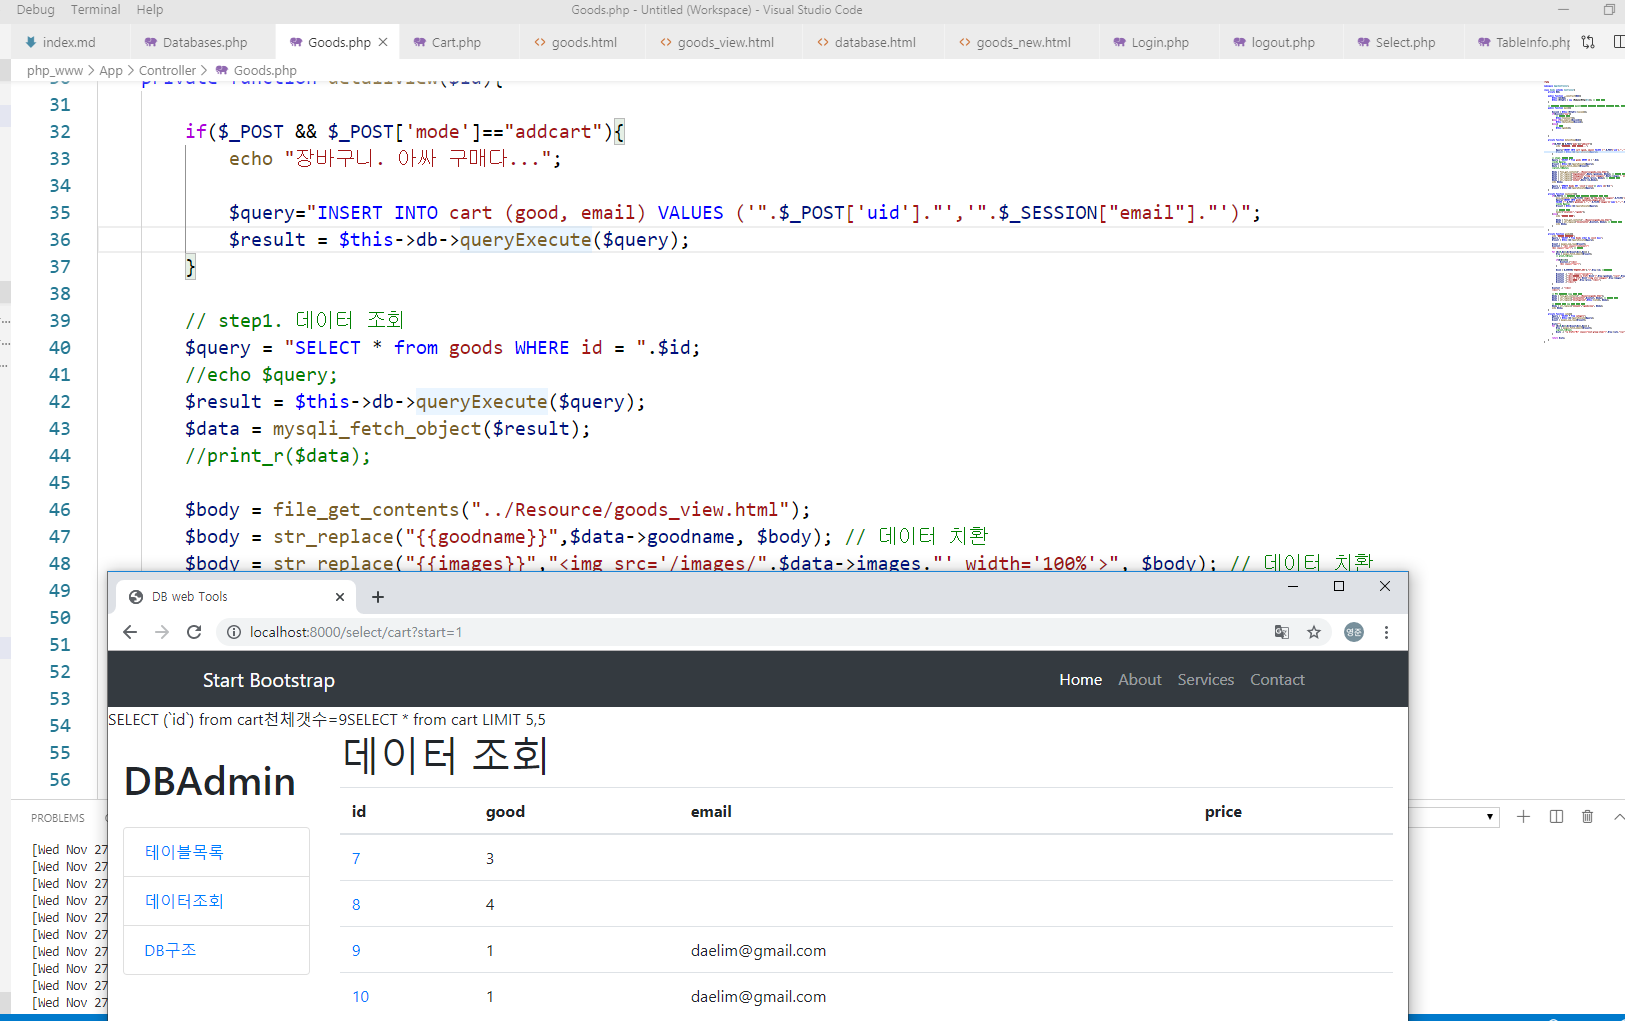 Debug Terminal Help Goods.php - Untitled (Workspace) - Visual Studio Code
index.md Databases.php Goods.php Cart.php goods.html goods_view.html database.html goods_new.html Login.php logout.php Select.php TableInfo.php
php_www > App > Controller > Goods.php
private function detailView($id){
31
32 if($_POST && $_POST['mode']=="addcart"){
33 echo "장바구니. 아싸 구매다...";
34
35 $query="INSERT INTO cart (good, email) VALUES ('".$_POST['uid']."','".$_SESSION["email"]."')";
36 $result = $this->db->queryExecute($query);
37 }
38
39 // step1. 데이터 조회
40 $query = "SELECT * from goods WHERE id = ".$id;
41 //echo $query;
42 $result = $this->db->queryExecute($query);
43 $data = mysqli_fetch_object($result);
44 //print_r($data);
45
46 $body = file_get_contents("../Resource/goods_view.html");
47 $body = str_replace("{{goodname}}",$data->goodname, $body); // 데이터 치환
48 $body = str_replace("{{images}}","<img src='/images/".$data->images."' width='100%'>", $body); // 데이터 치환
49
50
51
52
53
54
55
56
DB web Tools
localhost:8000/select/cart?start=1
영준
Start Bootstrap Home About Services Contact
SELECT (`id`) from cart천체갯수=9SELECT * from cart LIMIT 5,5
데이터 조회
DBAdmin
테이블목록
데이터조회
DB구조
id good email price
7 3
8 4
9 1 daelim@gmail.com
10 1 daelim@gmail.com
PROBLEMS
[Wed Nov 27
[Wed Nov 27
[Wed Nov 27
[Wed Nov 27
[Wed Nov 27
[Wed Nov 27
[Wed Nov 27
[Wed Nov 27
[Wed Nov 27
[Wed Nov 27